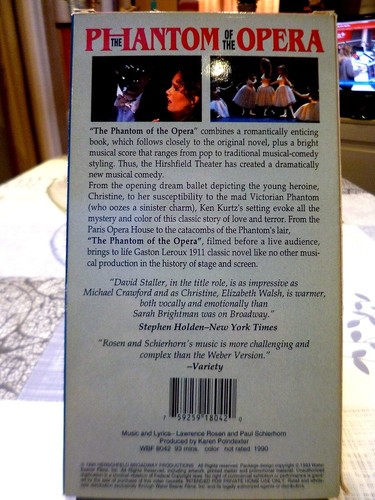 THE PHANTOM OF THE OPERA
"The Phantom of the Opera" combines a romantically enticing
book, which follows closely to the original novel, plus a bright
musical score that ranges from pop to traditional musical-comedy
styling. Thus, the Hirshfield Theater has created a dramatically
new musical comedy.
From the opening dream ballet depicting the young heroine,
Christine, to her susceptibility to the mad Victorian Phantom
(who oozes a sinister charm), Ken Kurtz's setting evoke all the
mystery and color of this classic story of love and terror. From the
Paris Opera House to the catacombs of the Phantom's lair,
"The Phantom of the Opera", filmed before a live audience,
brings to life Gaston Leroux 1911 classic novel like no other musi-
cal production in the history of stage and screen.
"David Staller, in the title role, is as impressive as
Michael Crawford and as Christine, Elizabeth Walsh, is warmer,
both vocally and emotionally than
Sarah Brightman was on Broadway."
Stephen Holden–New York Times
"Rosen and Schierhorn's music is more challenging and
complex than the Weber Version."
–Variety
7 59259 18042 0
Music and Lyrics- Lawrence Rosen and Paul Schierhorn
Produced by Karen Poindexter
WBF 8042 93 mins. color not rated 1990